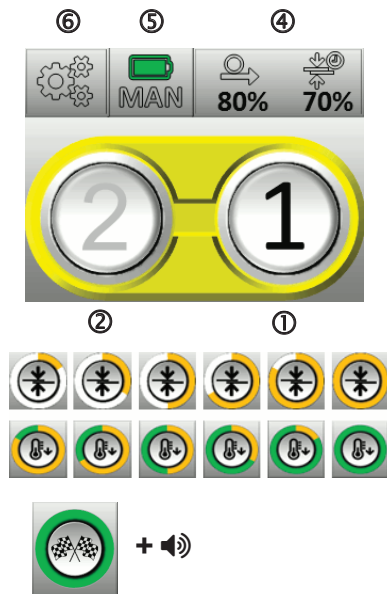 ⑥ ⑤ ④
MAN 80% 70%
2 1
② ①
+